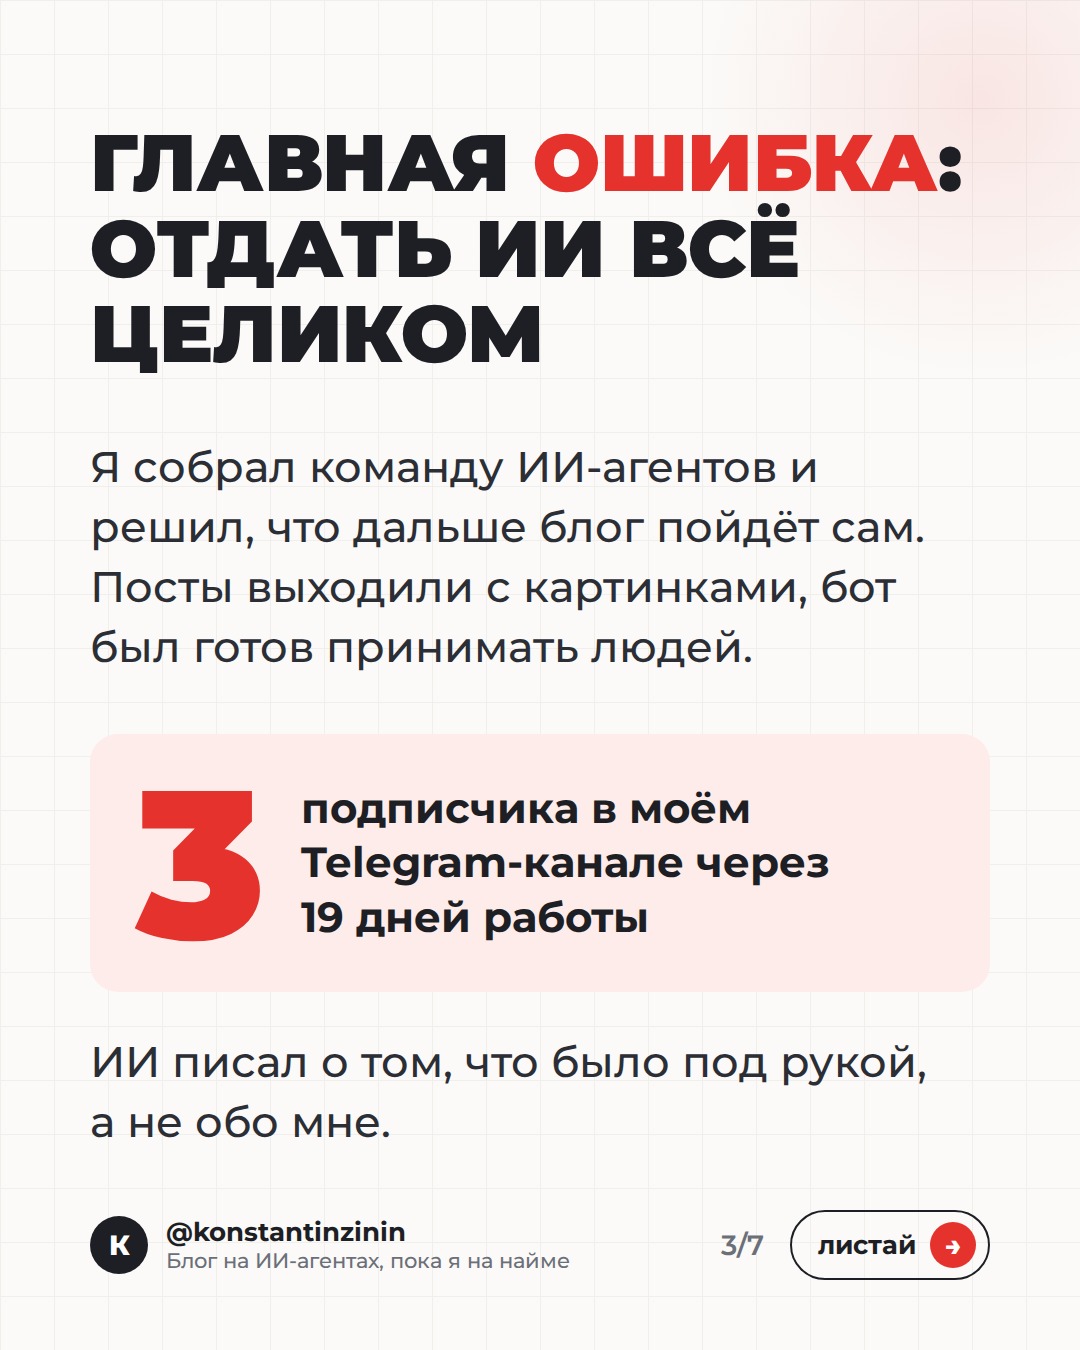 ГЛАВНАЯ ОШИБКА:
ОТДАТЬ ИИ ВСЁ
ЦЕЛИКОМ
Я собрал команду ИИ-агентов и
решил, что дальше блог пойдёт сам.
Посты выходили с картинками, бот
был готов принимать людей.
3
подписчика в моём
Telegram-канале через
19 дней работы
ИИ писал о том, что было под рукой,
а не обо мне.
К
@konstantinzinin
Блог на ИИ-агентах, пока я на найме
3/7
листай →